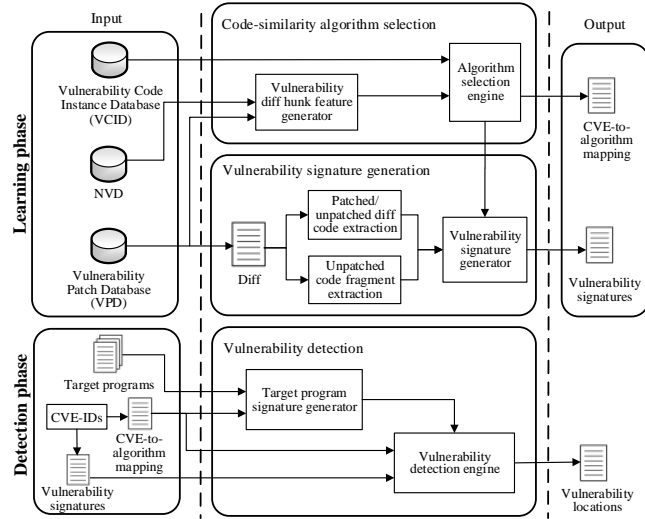 Input
Code-similarity algorithm selection
Output
Learning phase
Vulnerability Code
Instance Database
(VCID)
NVD
Vulnerability
Patch Database
(VPD)
Vulnerability
diff hunk feature
generator
Algorithm
selection
engine
CVE-to-
algorithm
mapping
Vulnerability signature generation
Diff
Patched/
unpatched diff
code extraction
Unpatched
code fragment
extraction
Vulnerability
signature
generator
Vulnerability
signatures
Detection phase
Target programs
CVE-IDs
CVE-to-
algorithm
mapping
Vulnerability
signatures
Vulnerability detection
Target program
signature generator
Vulnerability
detection engine
Vulnerability
locations